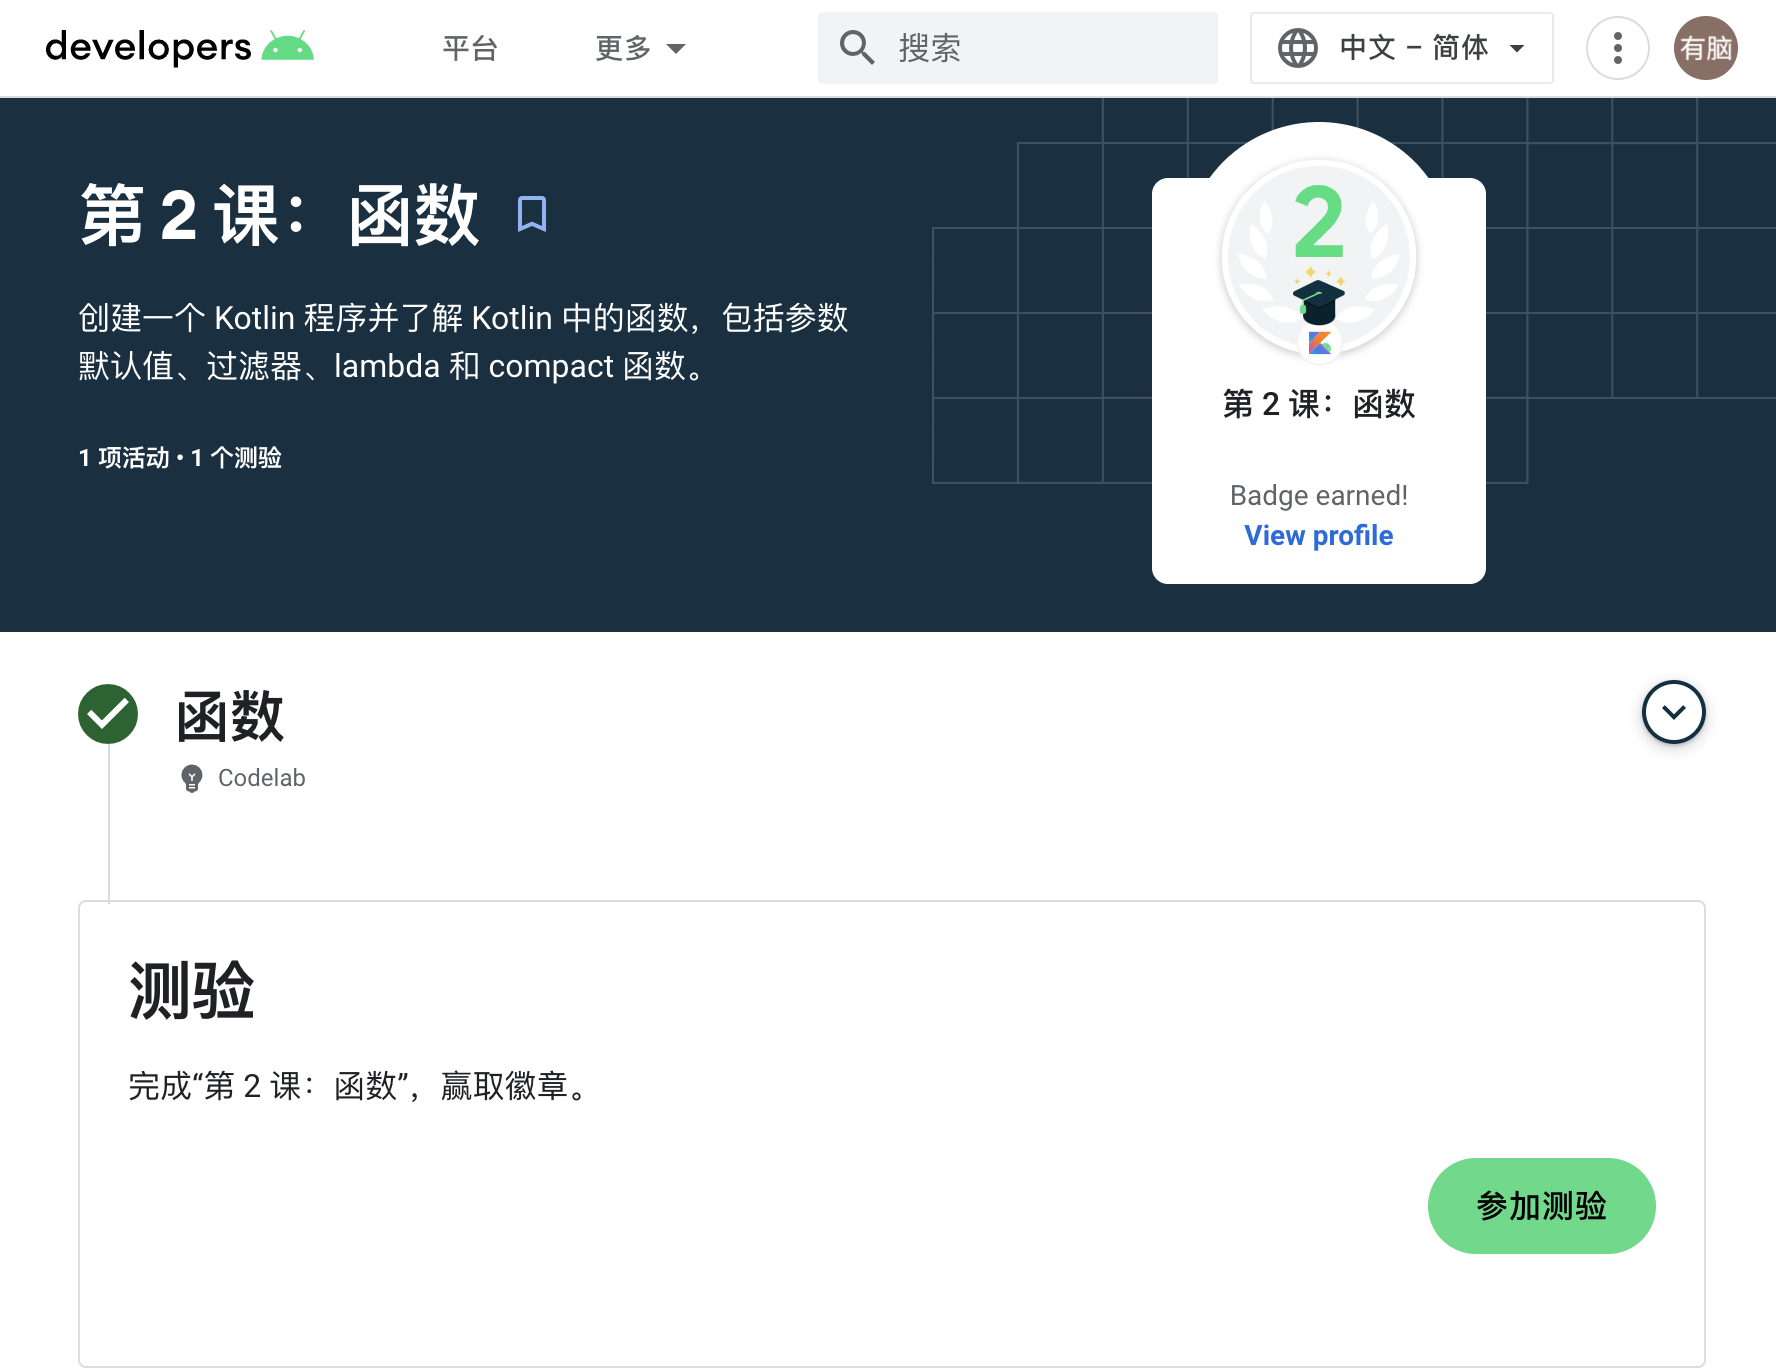 developers
平台
更多
搜索
中文 – 简体
有脑
第 2 课：函数
创建一个 Kotlin 程序并了解 Kotlin 中的函数，包括参数
默认值、过滤器、lambda 和 compact 函数。
1 项活动 • 1 个测验
2
第 2 课：函数
Badge earned!
View profile
函数
Codelab
测验
完成“第 2 课：函数”，赢取徽章。
参加测验